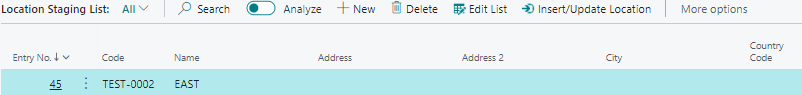 Location Staging List: All Search Analyze + New Delete Edit List Insert/Update Location More options
Entry No. ↓ Code Name Address Address 2 City Country Code
45 TEST-0002 EAST